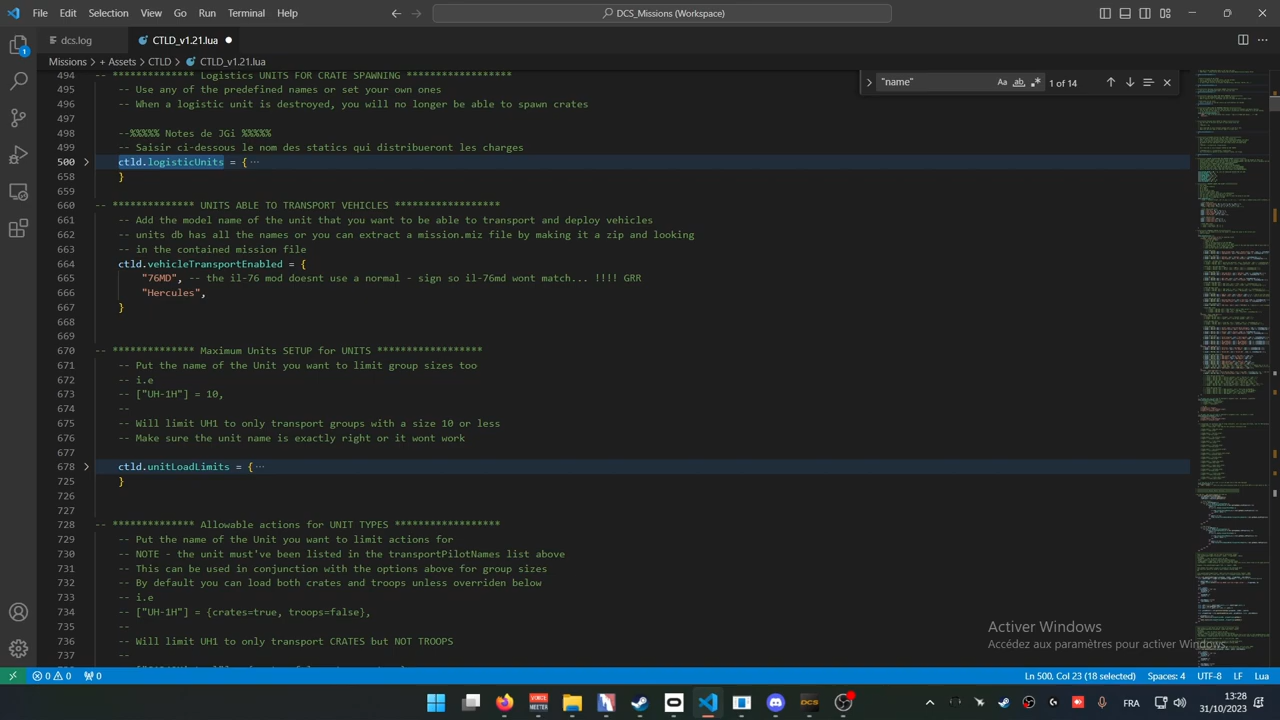 File Edit Selection View Go Run Terminal Help
DCS_Missions (Workspace)
dcs.log
CTLD_v1.21.lua
Missions > + Assets > CTLD > CTLD_v1.21.lua
"name"
Aa ab .*
1 of 14
494 -- ************** Logistics UNITS FOR CRATE SPAWNING ******************
495 -- Use any of the predefined names or set your own ones
496 -- When a logistic unit is destroyed, you will no longer be able to spawn crates
497
498 --%%%%% Notes de JGi %%%%%
499 -- Saisir ci-dessous le nom des statics qui distribueront les charges
500 ctld.logisticUnits = {
658 }
659
660 -- ************** UNITS ABLE TO TRANSPORT VEHICLES ******************
661 -- Add the model name of the unit that you want to be able to transport and deploy vehicles
662 -- units db has all the names or you can extract a mission.miz file by making it a zip and looking
663 -- in the contained mission file
664 ctld.vehicleTransportEnabled = {
665 "76MD", -- the il-76 mod doesnt use a normal - sign so il-76md wont match... !!!! GRR
666 "Hercules",
667 }
668
669
670 -- ************** Maximum Units SETUP for UNITS ******************
671 -- Put the name of the Unit you want to limit group sizes too
672 -- i.e
673 -- ["UH-1H"] = 10,
674 --
675 -- Will limit UH1 to only transport groups with a size 10 or less
676 -- Make sure the unit name is exactly right or it wont work
677
678 ctld.unitLoadLimits = {
725 }
726
727
728 -- ************** Allowable actions for UNIT TYPES ******************
729 -- Put the name of the Unit you want to limit actions for
730 -- NOTE - the unit must've been listed in the transportPilotNames list above
731 -- This can be used in conjunction with the options above for group sizes
732 -- By default you can load both crates and troops unless overriden below
733 -- i.e
734 -- ["UH-1H"] = {crates=true, troops=false},
735 --
736 -- Will limit UH1 to only transport CRATES but NOT TROOPS
Activer Windows
Accédez aux paramètres pour activer Windows.
0 0 0
Ln 500, Col 23 (18 selected) Spaces: 4 UTF-8 LF Lua
VOICE MEETER
DCS
FRA
13:28
31/10/2023